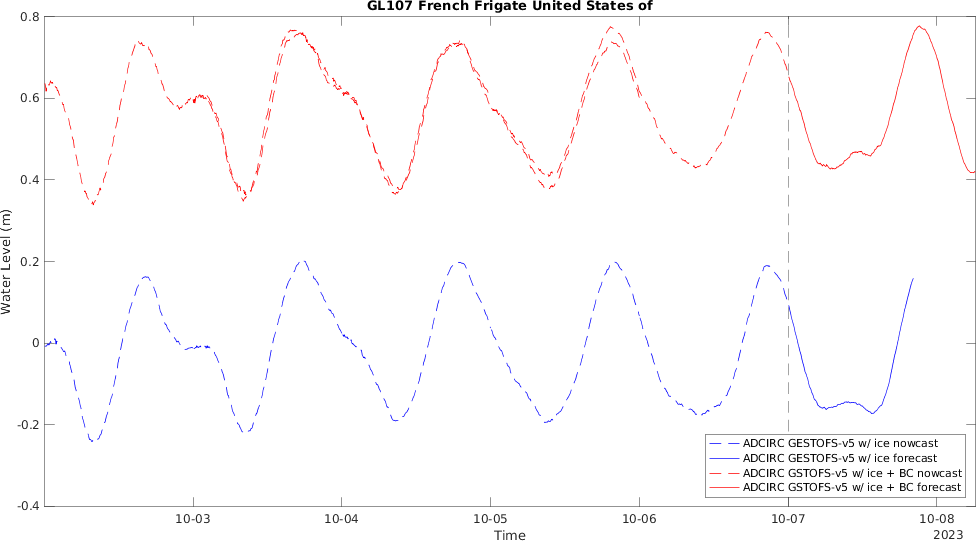 GL107 French Frigate United States of
0.8
0.6
0.4
0.2
0
-0.2
-0.4
Water Level (m)
10-03
10-04
10-05
10-06
10-07
10-08
Time
2023
ADCIRC GESTOFS-v5 w/ ice nowcast
ADCIRC GESTOFS-v5 w/ ice forecast
ADCIRC GSTOFS-v5 w/ ice + BC nowcast
ADCIRC GSTOFS-v5 w/ ice + BC forecast